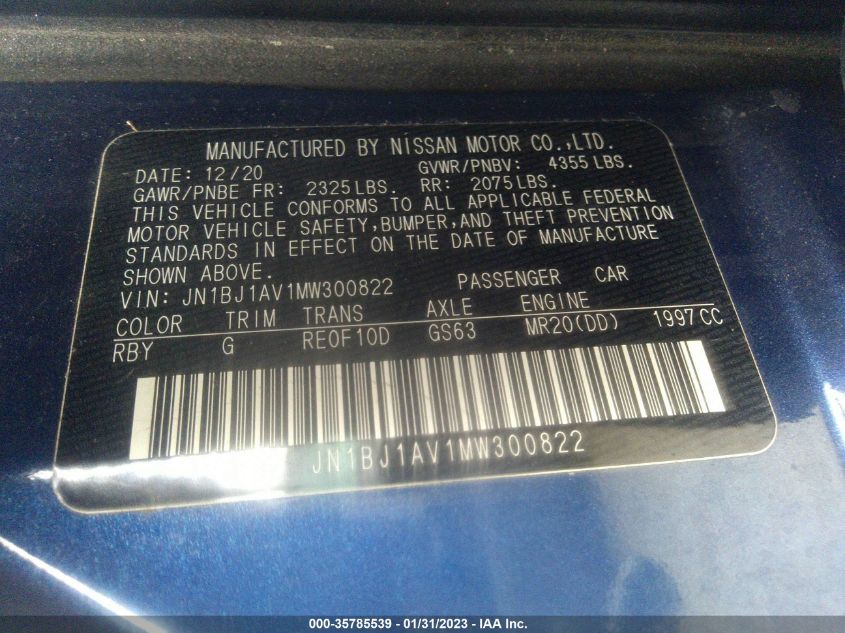 MANUFACTURED BY NISSAN MOTOR CO.,LTD.
DATE: 12/20 GVWR/PNBV: 4355 LBS.
GAWR/PNBE FR: 2325 LBS. RR: 2075 LBS.
THIS VEHICLE CONFORMS TO ALL APPLICABLE FEDERAL
MOTOR VEHICLE SAFETY, BUMPER, AND THEFT PREVENTION
STANDARDS IN EFFECT ON THE DATE OF MANUFACTURE
SHOWN ABOVE.
VIN: JN1BJ1AV1MW300822 PASSENGER CAR
COLOR TRIM TRANS AXLE ENGINE
RBY G RE0F10D GS63 MR20(DD) 1997 CC
JN1BJ1AV1MW300822
000-35785539 - 01/31/2023 - © IAA, Inc.